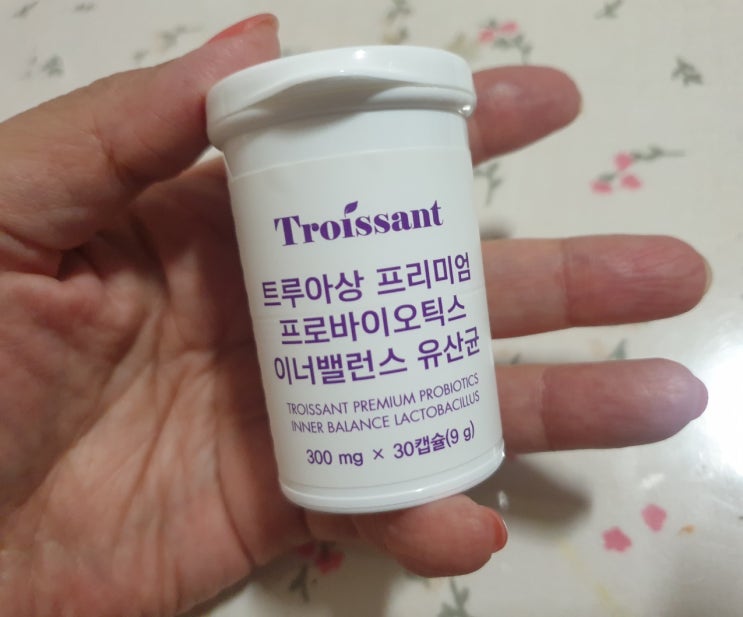 Troissant
트루아상 프리미엄
프로바이오틱스
이너밸런스 유산균
TROISSANT PREMIUM PROBIOTICS
INNER BALANCE LACTOBACILLUS
300 mg × 30캡슐(9 g)